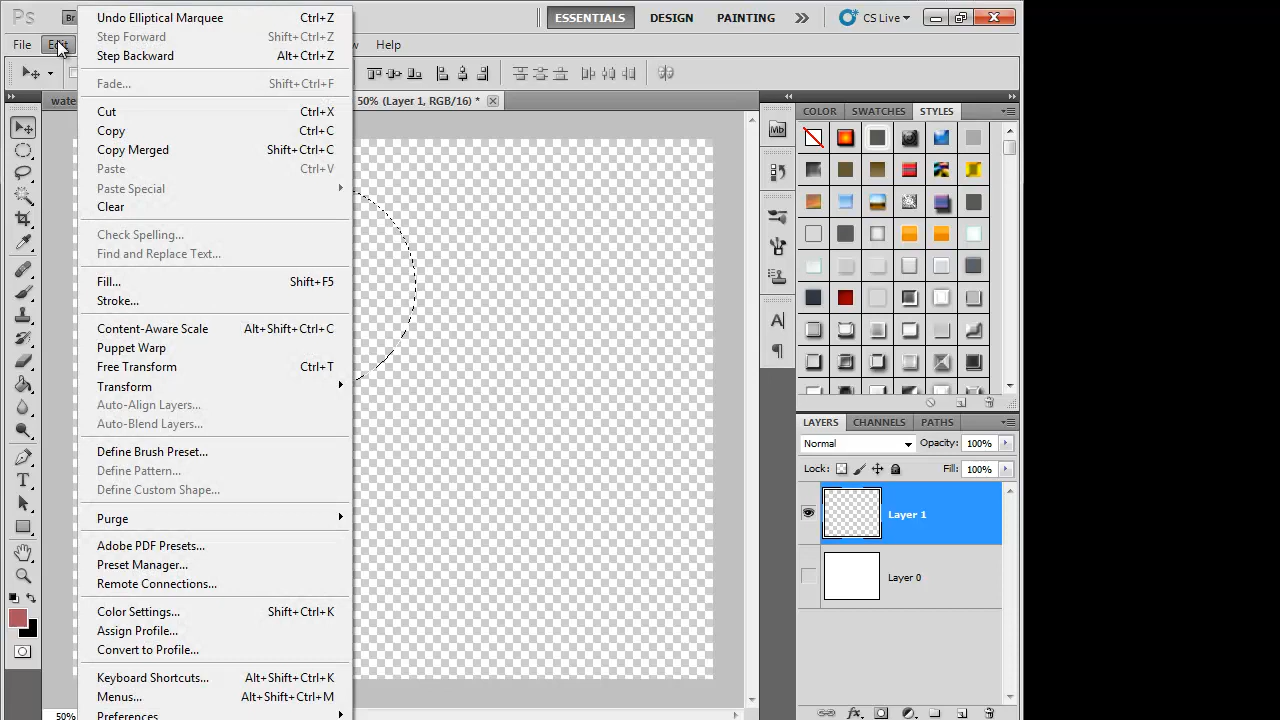 Ps
Br
ESSENTIALS
DESIGN
PAINTING
CS Live
File
Edit
Help
50% (Layer 1, RGB/16) *
Undo Elliptical Marquee Ctrl+Z
Step Forward Shift+Ctrl+Z
Step Backward Alt+Ctrl+Z
Fade... Shift+Ctrl+F
Cut Ctrl+X
Copy Ctrl+C
Copy Merged Shift+Ctrl+C
Paste Ctrl+V
Paste Special
Clear
Check Spelling...
Find and Replace Text...
Fill... Shift+F5
Stroke...
Content-Aware Scale Alt+Shift+Ctrl+C
Puppet Warp
Free Transform Ctrl+T
Transform
Auto-Align Layers...
Auto-Blend Layers...
Define Brush Preset...
Define Pattern...
Define Custom Shape...
Purge
Adobe PDF Presets...
Preset Manager...
Remote Connections...
Color Settings... Shift+Ctrl+K
Assign Profile...
Convert to Profile...
Keyboard Shortcuts... Alt+Shift+Ctrl+K
Menus... Alt+Shift+Ctrl+M
Preferences
50%
COLOR SWATCHES STYLES
Mb
LAYERS CHANNELS PATHS
Normal Opacity: 100%
Lock: Fill: 100%
Layer 1
Layer 0
fx